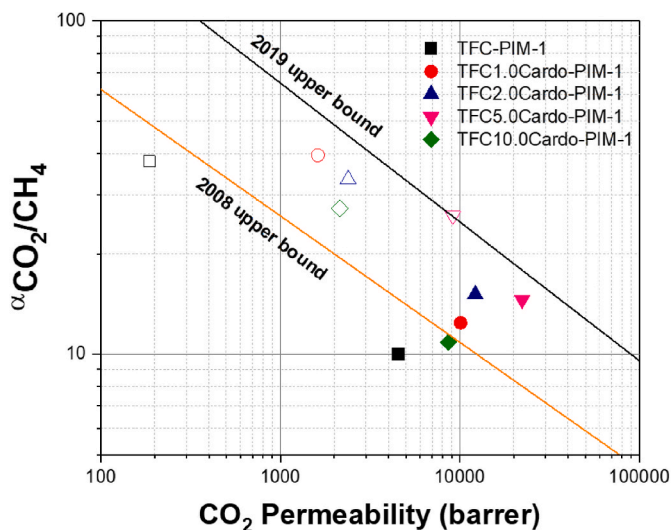 100
TFC-PIM-1
TFC1.0Cardo-PIM-1
TFC2.0Cardo-PIM-1
TFC5.0Cardo-PIM-1
TFC10.0Cardo-PIM-1
2019 upper bound
2008 upper bound
αCO₂/CH₄
10
100
1000
10000
100000
CO₂ Permeability (barrer)